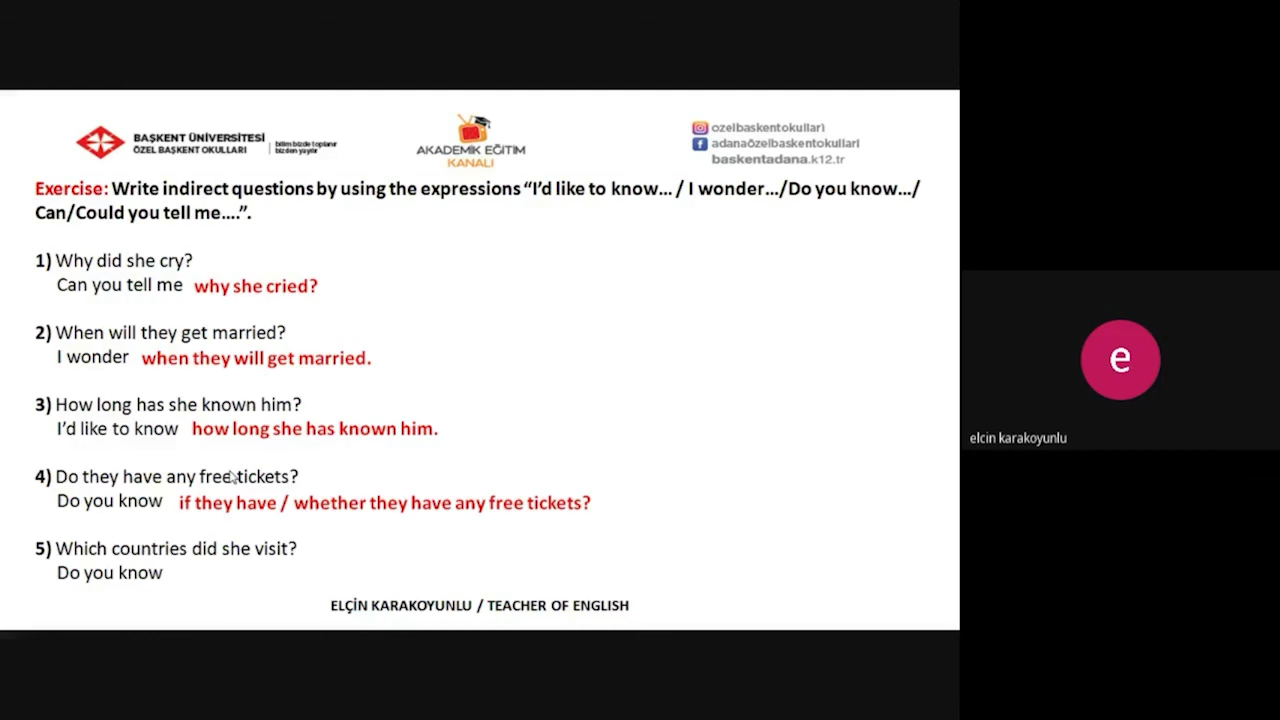 BAŞKENT ÜNİVERSİTESİ
ÖZEL BAŞKENT OKULLARI
bilim bizde toplanır
bizden yayılır
AKADEMİK EĞİTİM
KANALI
ozelbaskentokullari
adanaözelbaskentokullari
baskentadana.k12.tr
Exercise: Write indirect questions by using the expressions “I’d like to know… / I wonder…/Do you know…/
Can/Could you tell me….”.
1) Why did she cry?
Can you tell me why she cried?
2) When will they get married?
I wonder when they will get married.
3) How long has she known him?
I’d like to know how long she has known him.
4) Do they have any free tickets?
Do you know if they have / whether they have any free tickets?
5) Which countries did she visit?
Do you know
ELÇİN KARAKOYUNLU / TEACHER OF ENGLISH
e
elcin karakoyunlu